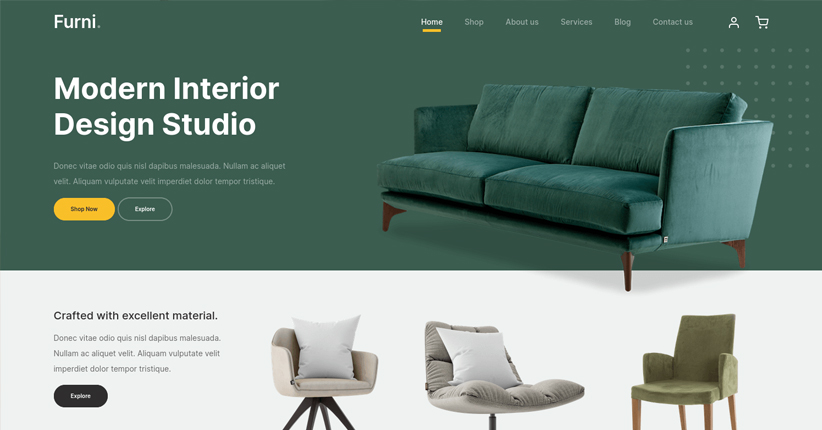 Furni.
Home Shop About us Services Blog Contact us
Modern Interior
Design Studio
Donec vitae odio quis nisl dapibus malesuada. Nullam ac aliquet
velit. Aliquam vulputate velit imperdiet dolor tempor tristique.
Shop Now Explore
Crafted with excellent material.
Donec vitae odio quis nisl dapibus malesuada.
Nullam ac aliquet velit. Aliquam vulputate velit
imperdiet dolor tempor tristique.
Explore